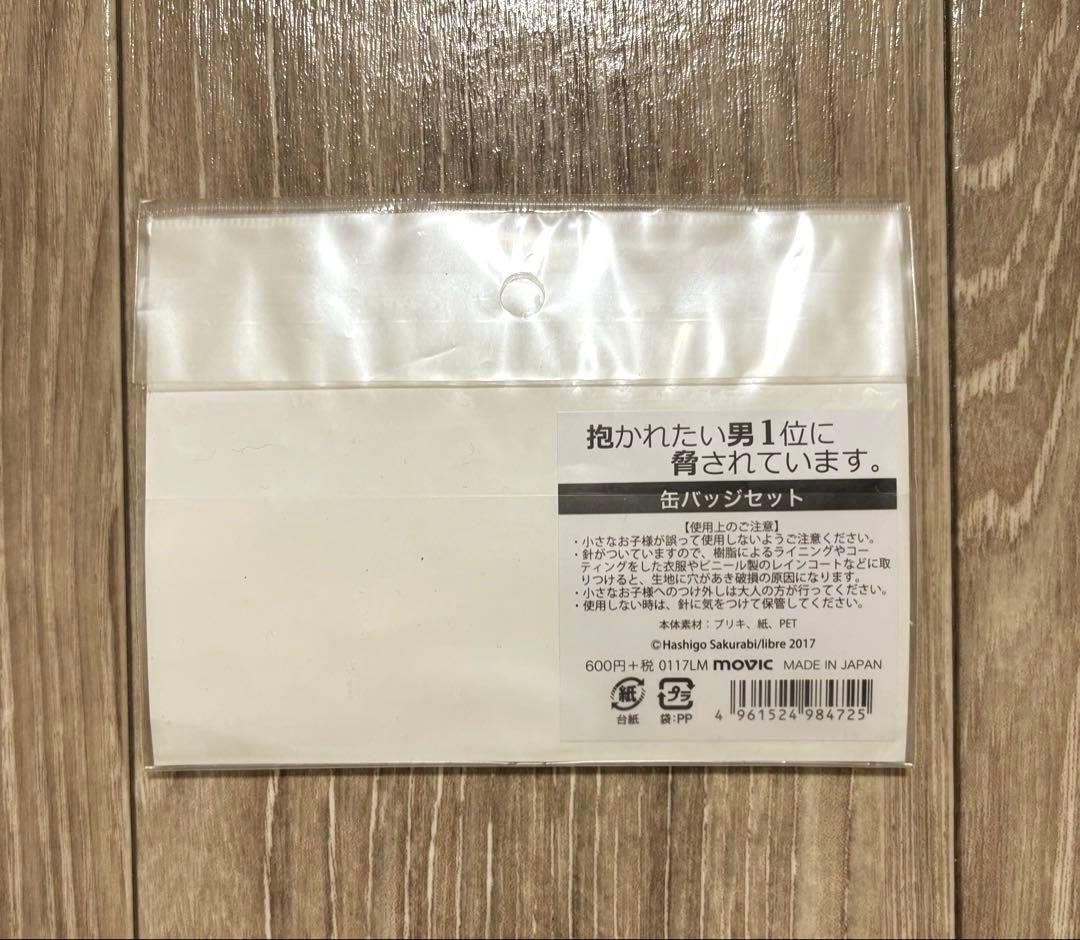 抱かれたい男1位に
脅されています。
缶バッジセット
【使用上のご注意】
・小さなお子様が誤って使用しないようご注意ください。
・針がついていますので、樹脂によるライニングやコー
ティングをした衣服やビニール製のレインコートなどに取
りつけると、生地に穴があき破損の原因になります。
・小さなお子様へのつけ外しは大人の方が行ってください。
・使用しない時は、針に気をつけて保管してください。
本体素材：ブリキ、紙、PET
©Hashigo Sakurabi/libre 2017
600円＋税 0117LM movic MADE IN JAPAN
紙 プラ
台紙 袋：PP 4 961524 984725